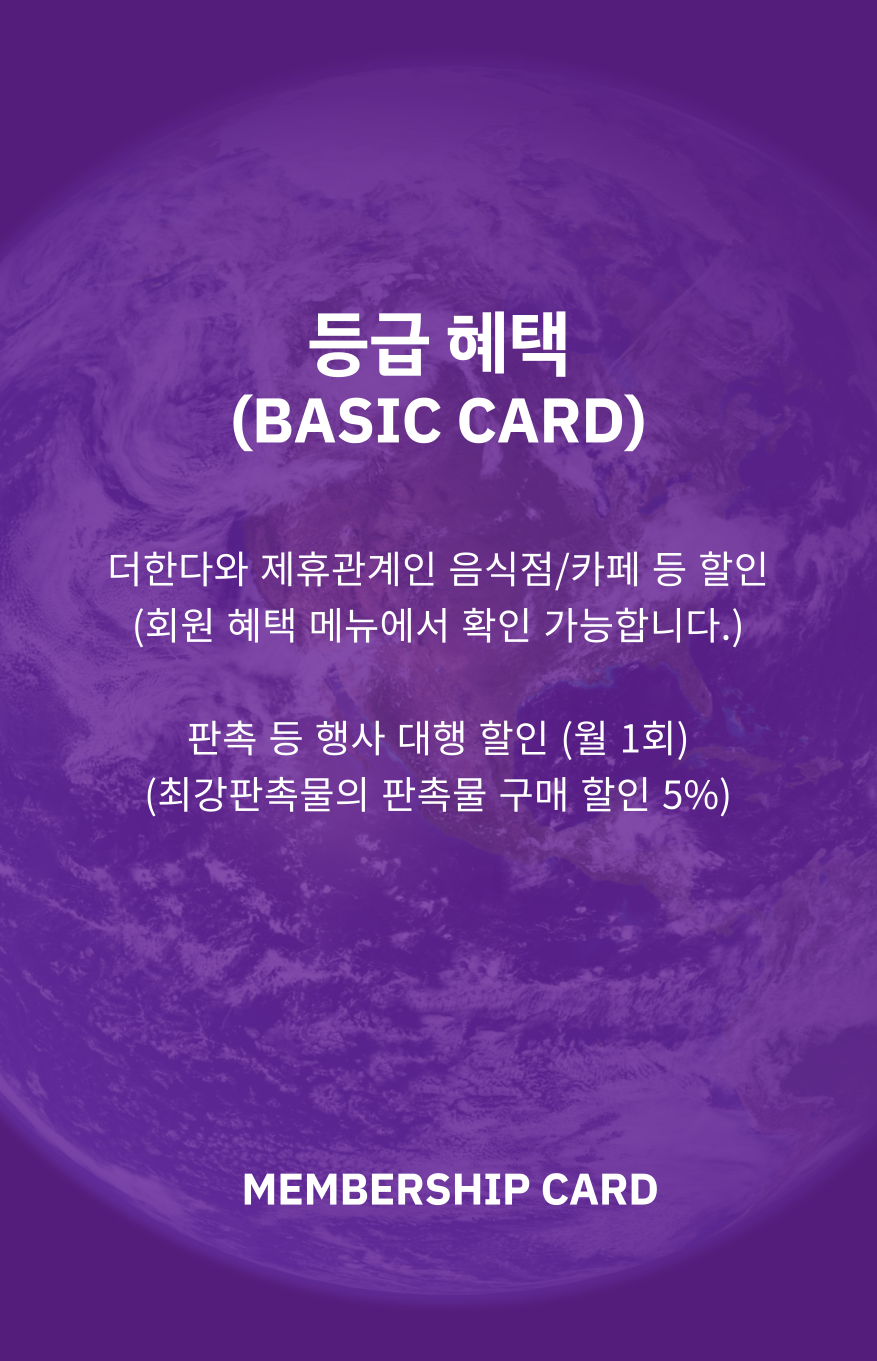 등급 혜택
(BASIC CARD)
더한다와 제휴관계인 음식점/카페 등 할인
(회원 혜택 메뉴에서 확인 가능합니다.)
판촉 등 행사 대행 할인 (월 1회)
(최강판촉물의 판촉물 구매 할인 5%)
MEMBERSHIP CARD